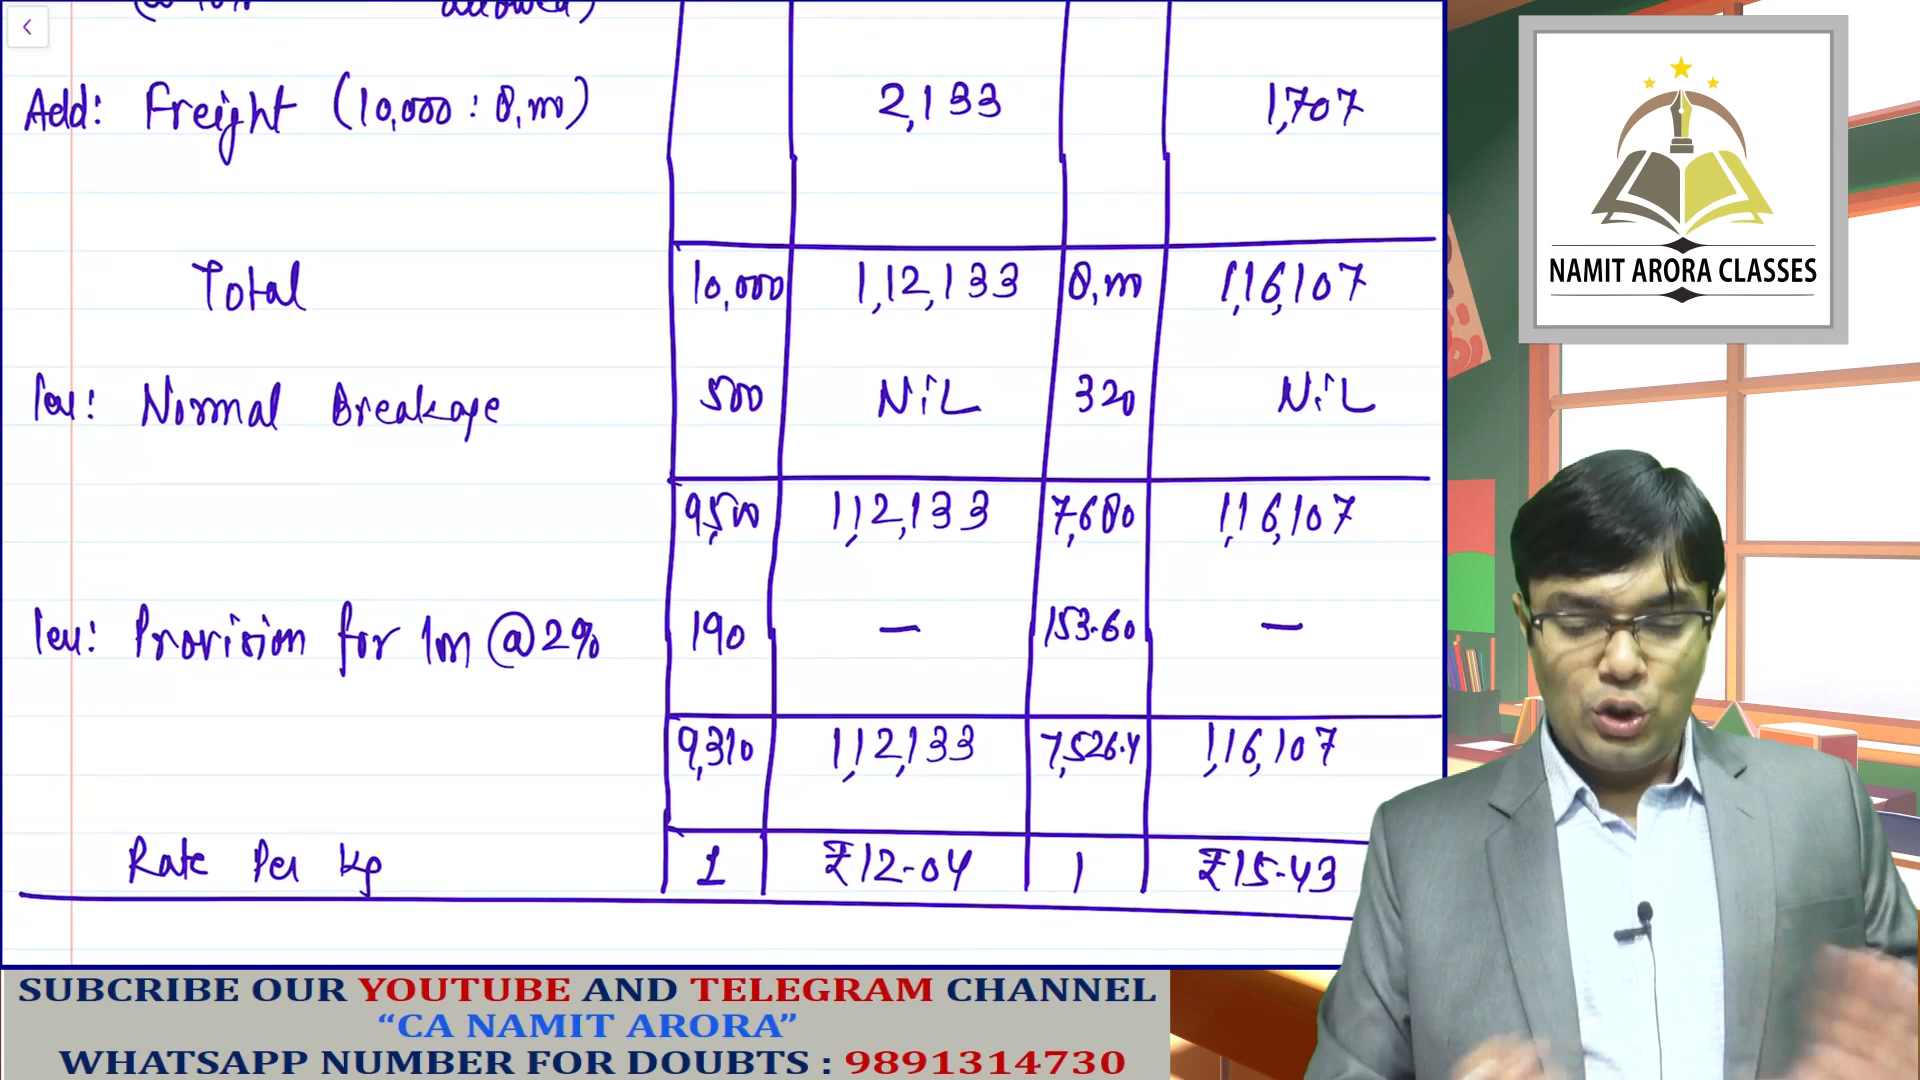 allowed)
Add: Freight (10,000 : 8,000) 2,133 1,707
Total 10,000 1,12,133 8,000 1,16,107
Less: Normal Breakage 500 NiL 320 NiL
9,500 1,12,133 7,680 1,16,107
Less: Provision for loss @ 2% 190 — 153.60 —
9,310 1,12,133 7,526.4 1,16,107
Rate Per Kg 1 ₹12.04 1 ₹15.43
NAMIT ARORA CLASSES
SUBCRIBE OUR YOUTUBE AND TELEGRAM CHANNEL
“CA NAMIT ARORA”
WHATSAPP NUMBER FOR DOUBTS : 9891314730